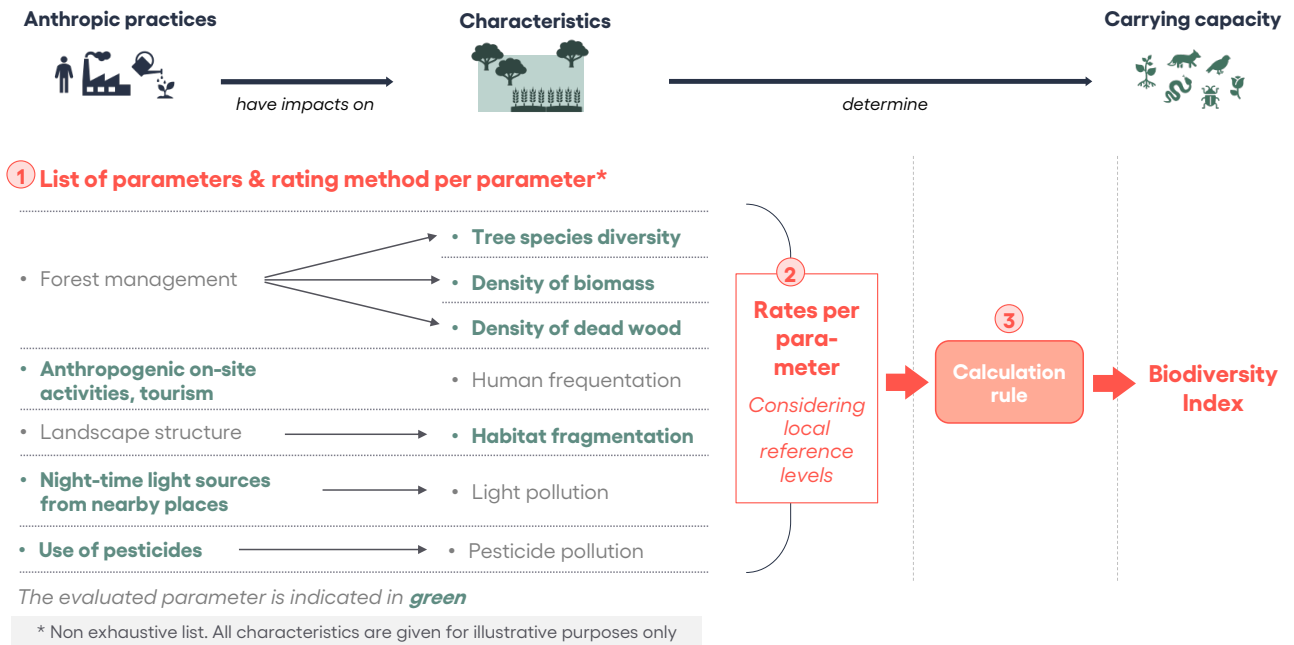 Anthropic practices
Characteristics
Carrying capacity
have impacts on
determine
1 List of parameters & rating method per parameter*
• Forest management
• Tree species diversity
• Density of biomass
• Density of dead wood
• Anthropogenic on-site
activities, tourism
• Human frequentation
• Landscape structure
• Habitat fragmentation
• Night-time light sources
from nearby places
• Light pollution
• Use of pesticides
• Pesticide pollution
2
Rates per
para-
meter
Considering
local
reference
levels
3
Calculation
rule
Biodiversity
Index
The evaluated parameter is indicated in green
* Non exhaustive list. All characteristics are given for illustrative purposes only